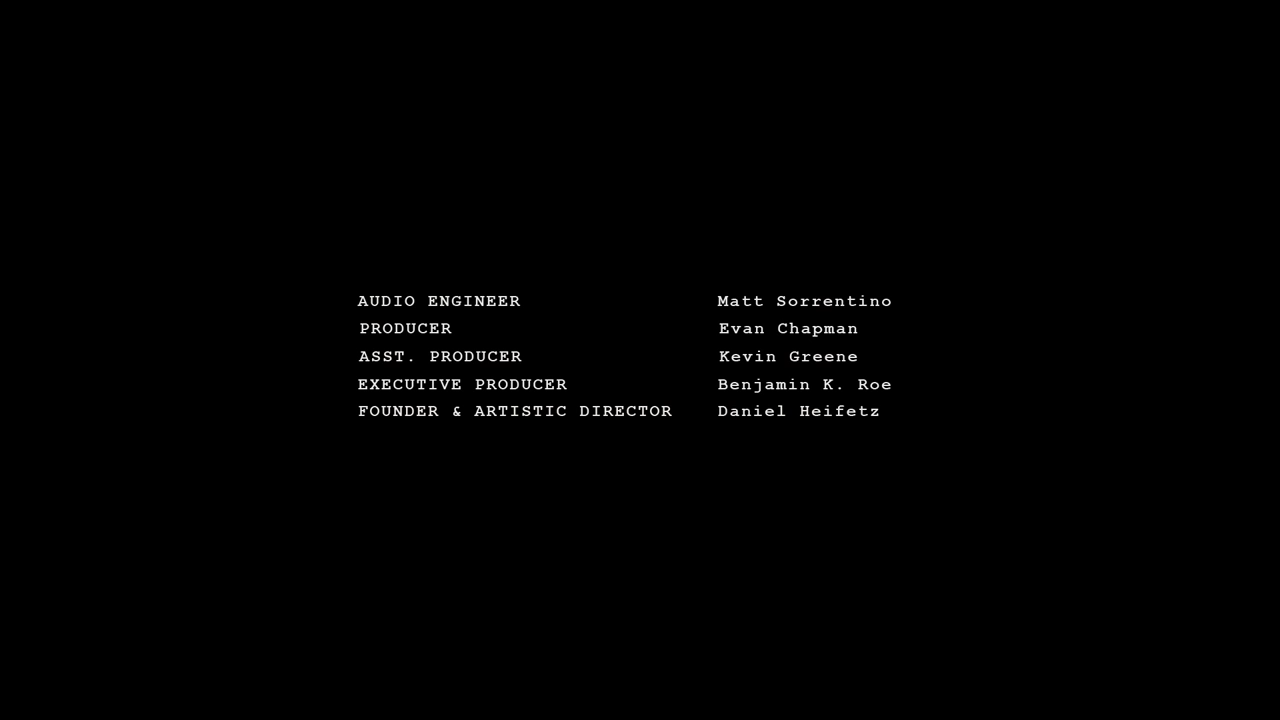 AUDIO ENGINEER Matt Sorrentino
PRODUCER Evan Chapman
ASST. PRODUCER Kevin Greene
EXECUTIVE PRODUCER Benjamin K. Roe
FOUNDER & ARTISTIC DIRECTOR Daniel Heifetz